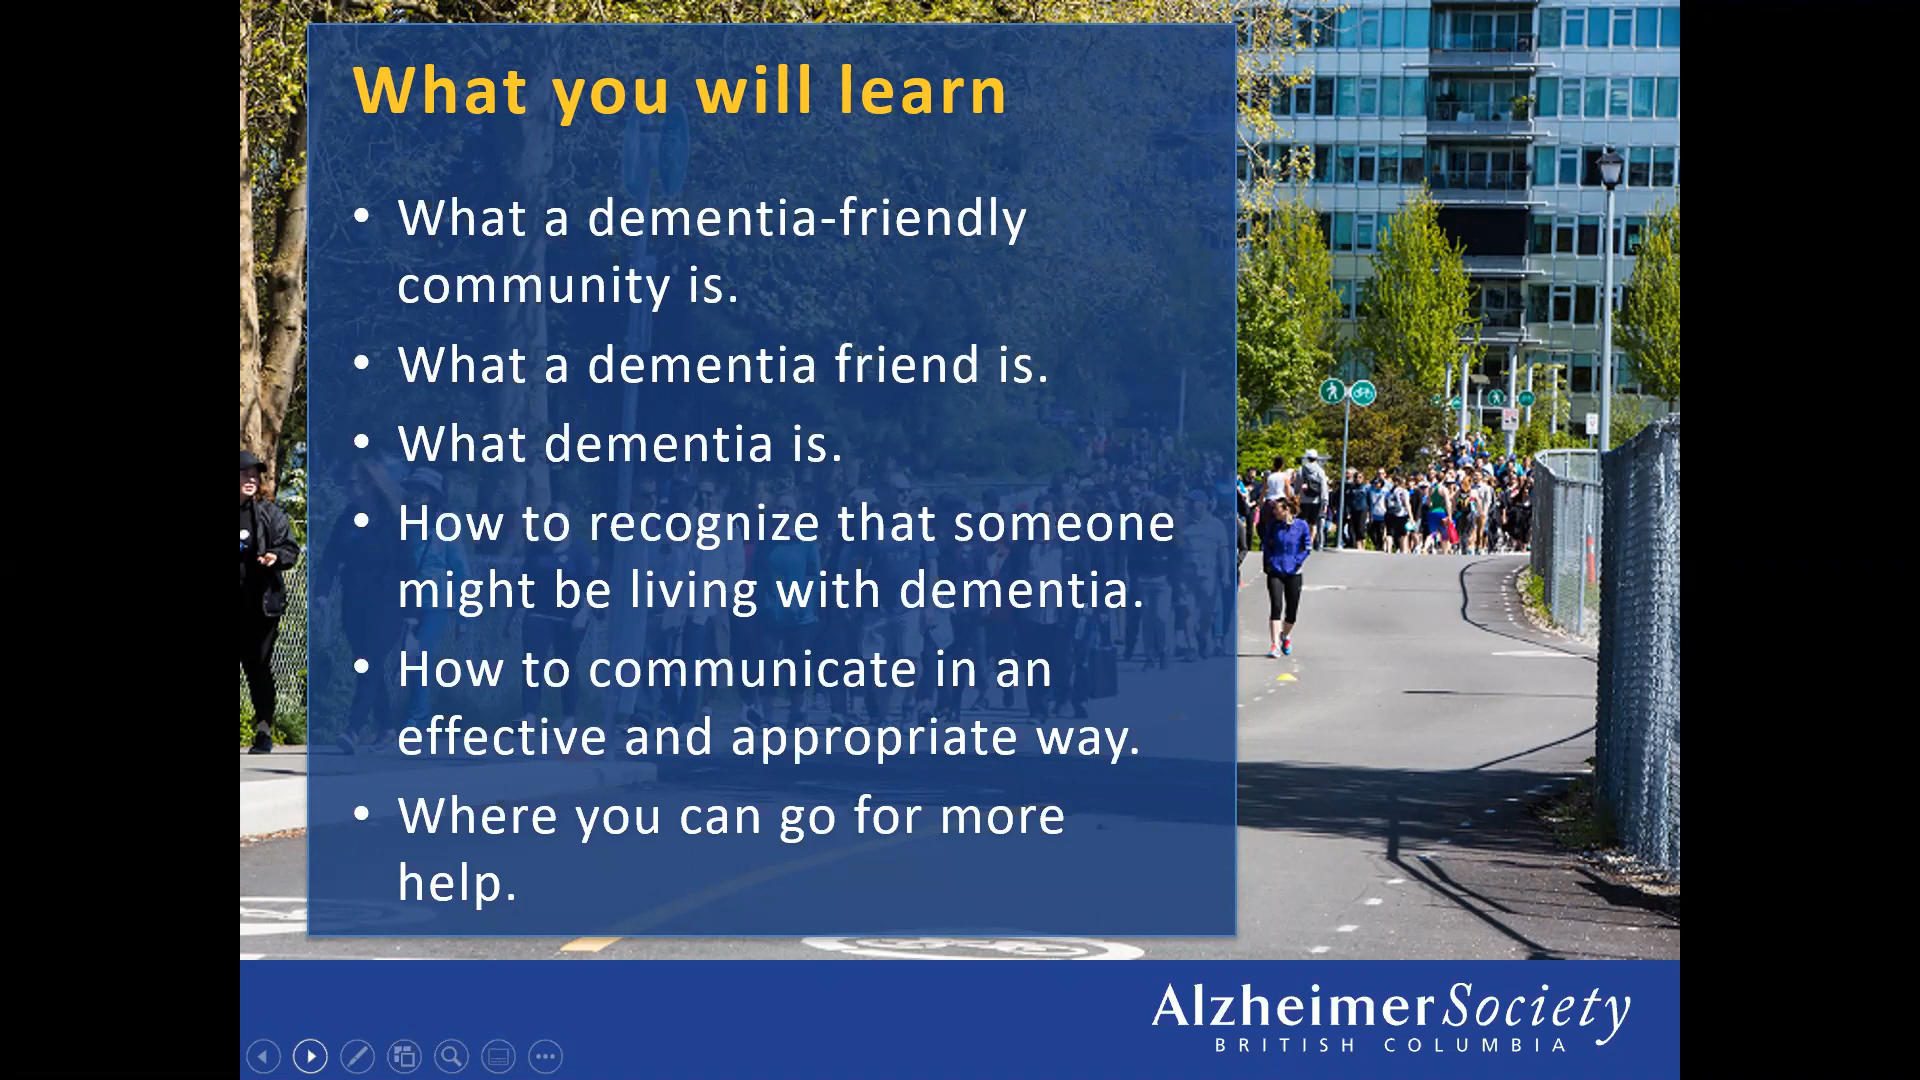 What you will learn
• What a dementia-friendly
community is.
• What a dementia friend is.
• What dementia is.
• How to recognize that someone
might be living with dementia.
• How to communicate in an
effective and appropriate way.
• Where you can go for more
help.
AlzheimerSociety
BRITISH COLUMBIA